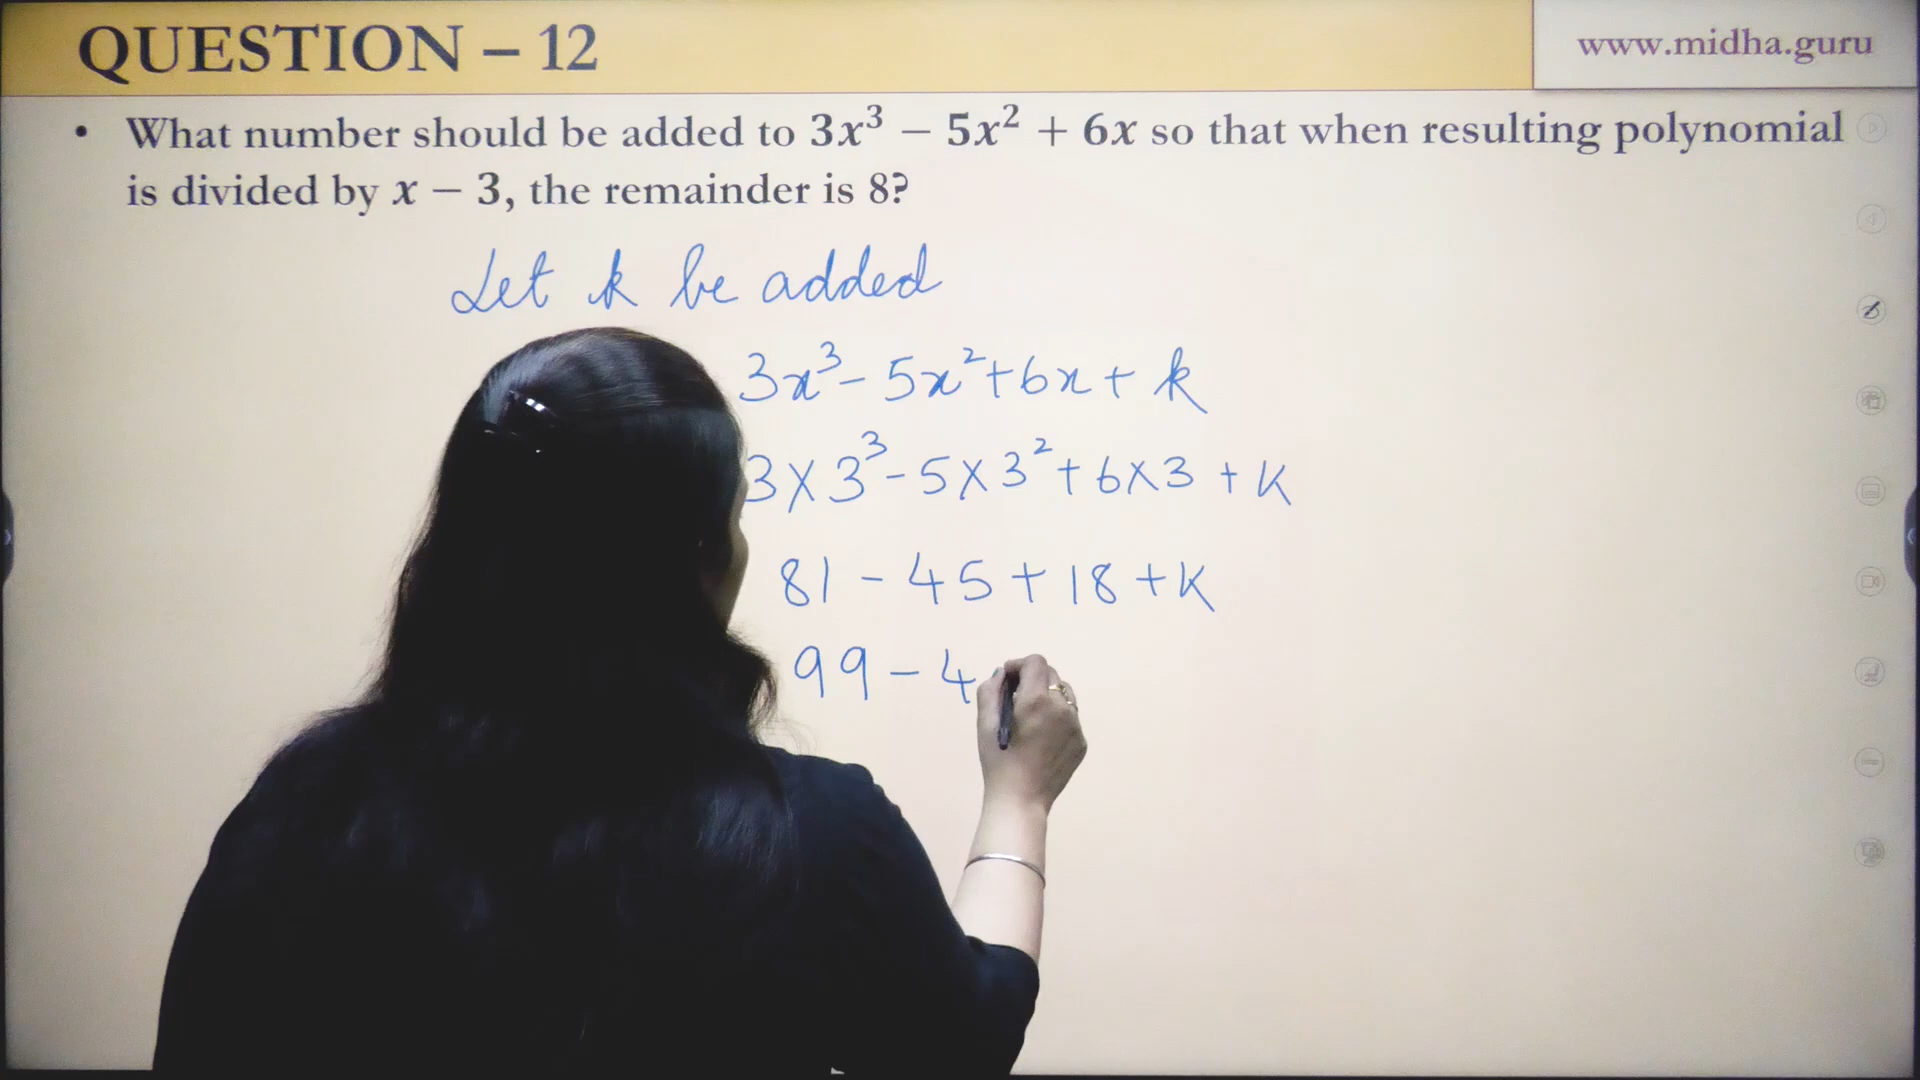 QUESTION – 12
www.midha.guru
• What number should be added to 3x³ − 5x² + 6x so that when resulting polynomial
is divided by x − 3, the remainder is 8?
Let k be added
3x³ - 5x² + 6x + k
3 × 3³ - 5 × 3² + 6 × 3 + K
81 - 45 + 18 + K
99 - 4